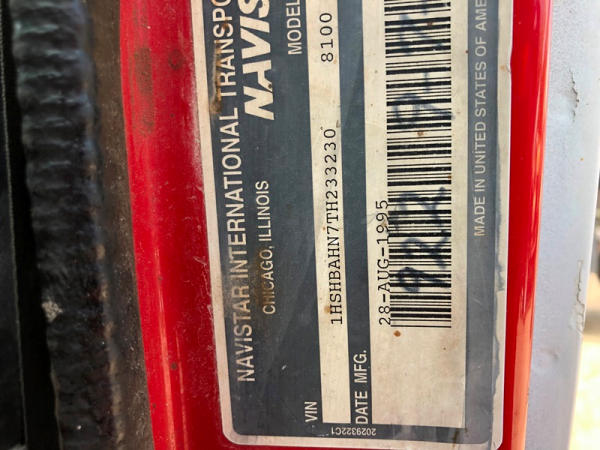 NAVISTAR INTERNATIONAL TRANSPO
NAVIS
CHICAGO, ILLINOIS
MODEL
8100
VIN
1HSHBAHN7TH233230
DATE MFG.
28-AUG-1995
MADE IN UNITED STATES OF AME
2029322C1